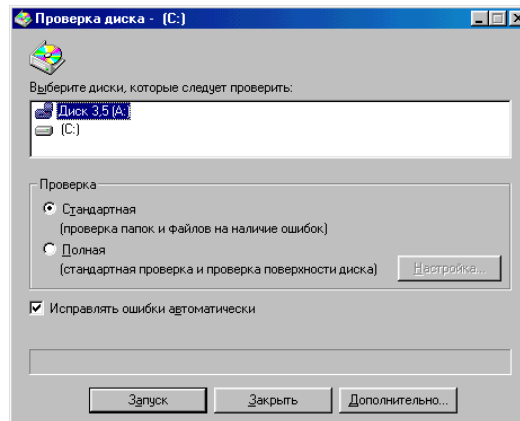 Проверка диска - (C:)
Выберите диски, которые следует проверить:
Диск 3,5 (A:)
(C:)
Проверка
Стандартная
(проверка папок и файлов на наличие ошибок)
Полная
(стандартная проверка и проверка поверхности диска)
Настройка...
Исправлять ошибки автоматически
Запуск
Закрыть
Дополнительно...